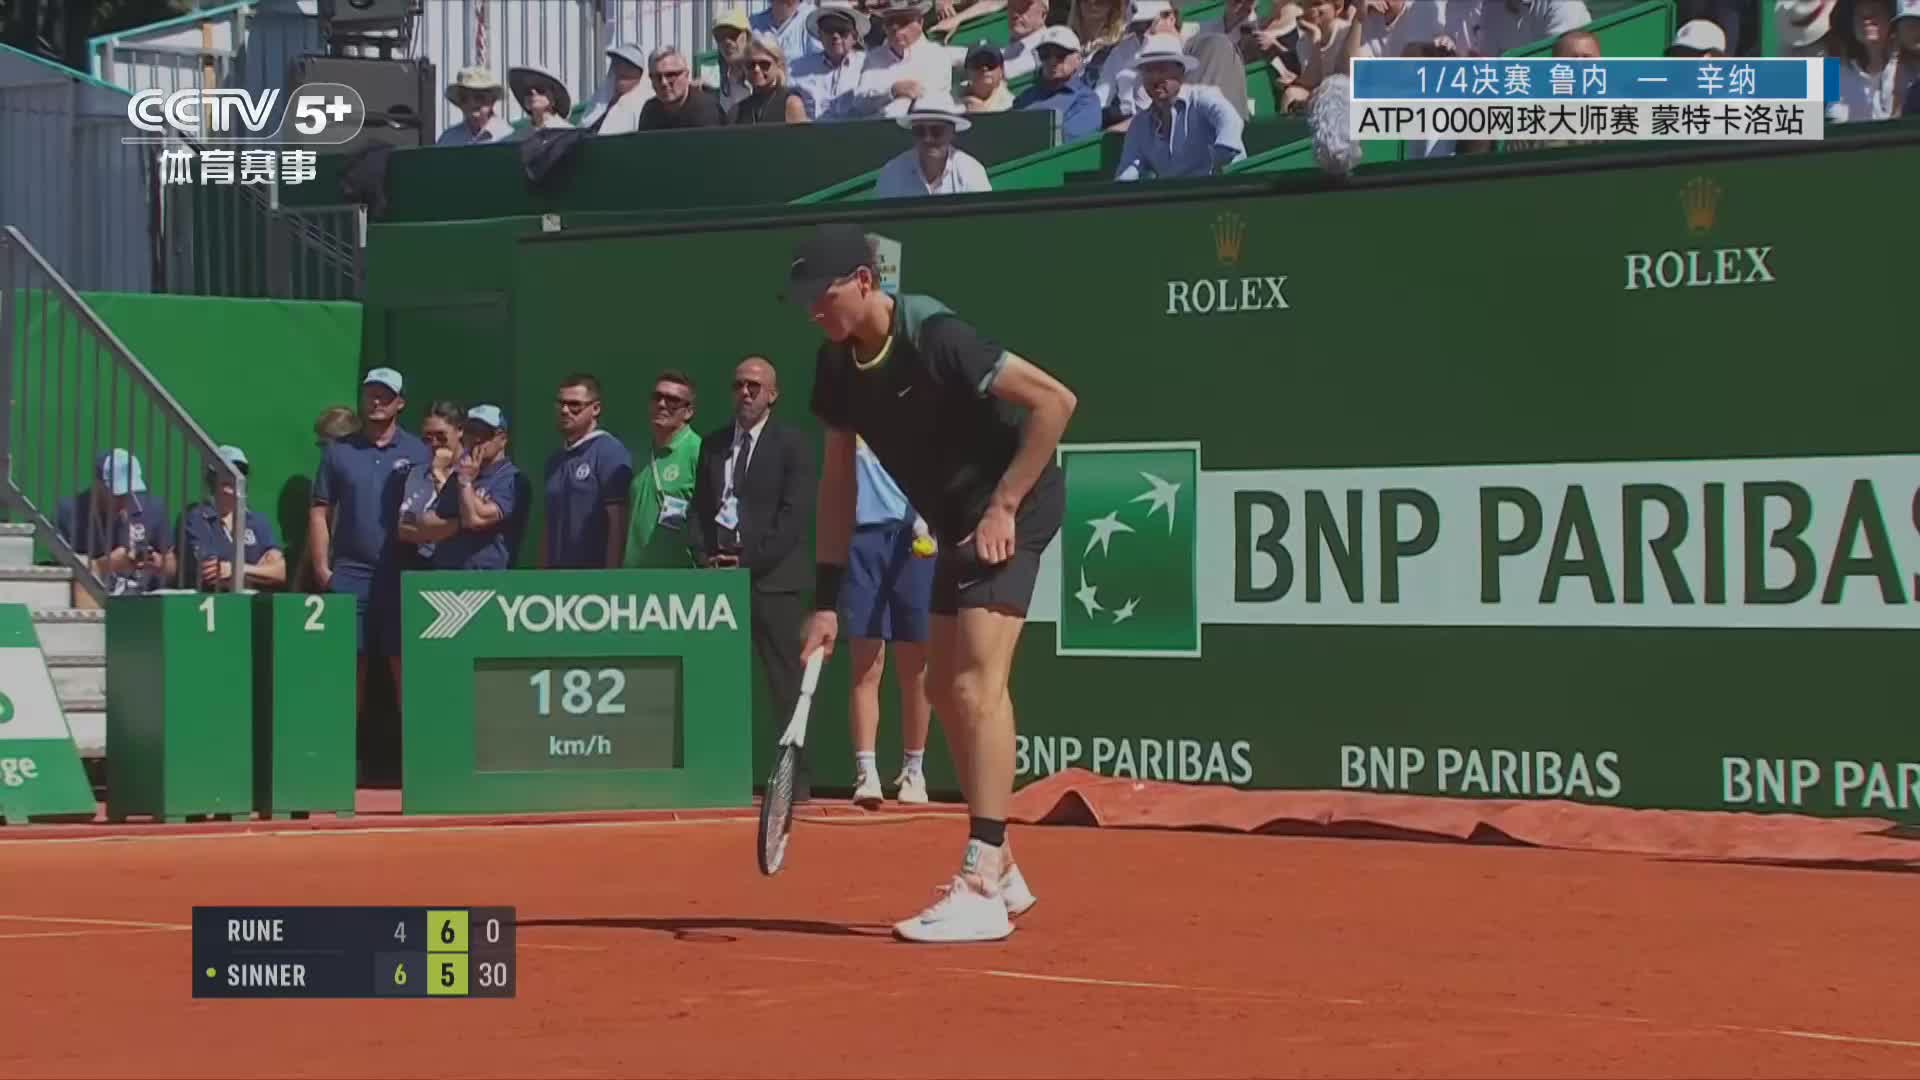 CCTV 5+
体育赛事
1/4决赛 鲁内 — 辛纳
ATP1000网球大师赛 蒙特卡洛站
ROLEX
ROLEX
BNP PARIBAS
1
2
YOKOHAMA
182
km/h
BNP PARIBAS
BNP PARIBAS
BNP PAR
ge
RUNE 4 6 0
SINNER 6 5 30